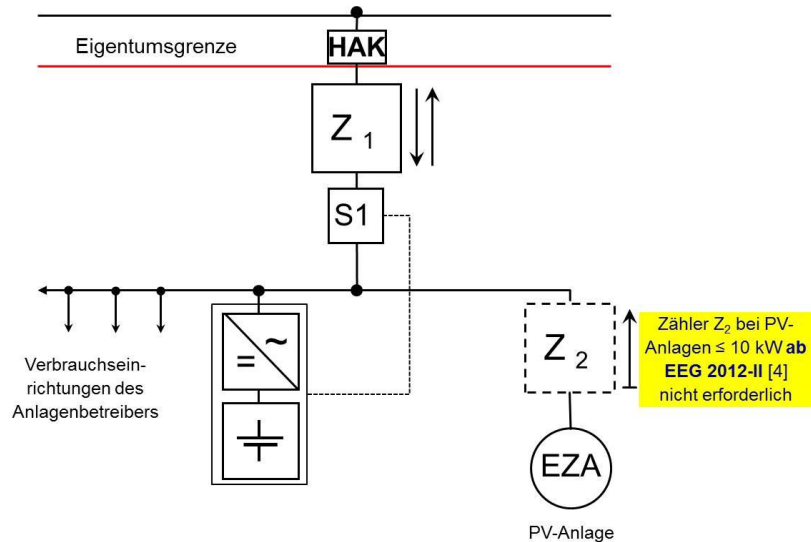 Eigentumsgrenze
HAK
Z 1
S1
= ~
Verbrauchsein-
richtungen des
Anlagenbetreibers
Z 2
Zähler Z2 bei PV-
Anlagen ≤ 10 kW ab
EEG 2012-II [4]
nicht erforderlich
EZA
PV-Anlage